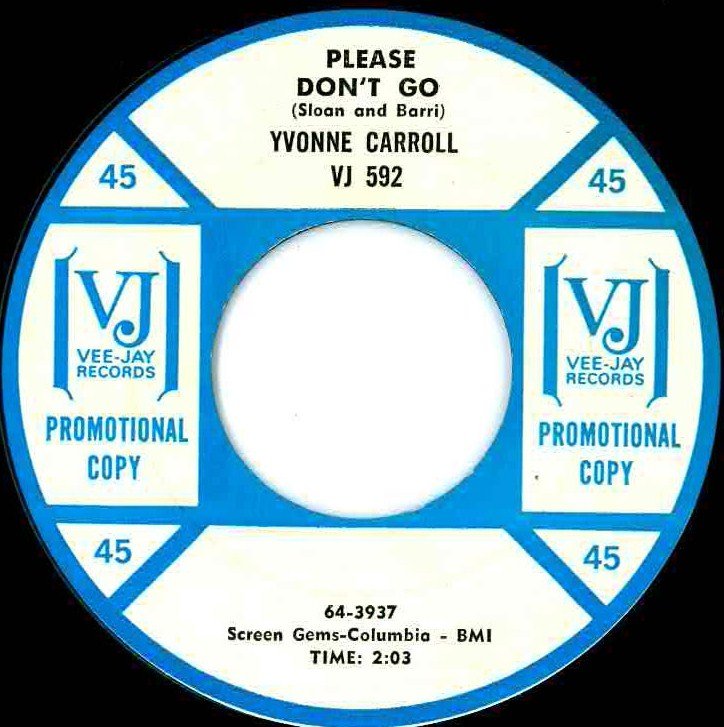 PLEASE
DON'T GO
(Sloan and Barri)
YVONNE CARROLL
VJ 592
45
45
VJ
VEE-JAY
RECORDS
PROMOTIONAL
COPY
VJ
VEE-JAY
RECORDS
PROMOTIONAL
COPY
45
45
64-3937
Screen Gems-Columbia - BMI
TIME: 2:03